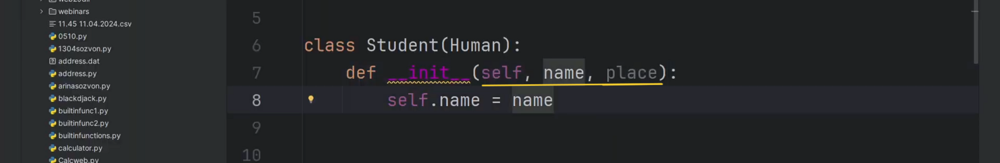 webinars
11.45 11.04.2024.csv
0510.py
1304sozvon.py
address.dat
address.py
arinasozvon.py
blackdjack.py
builtinfunc1.py
builtinfunc2.py
builtinfunctions.py
calculator.py
Calcweb.py
5
6 class Student(Human):
7 def __init__(self, name, place):
8 self.name = name
9
10